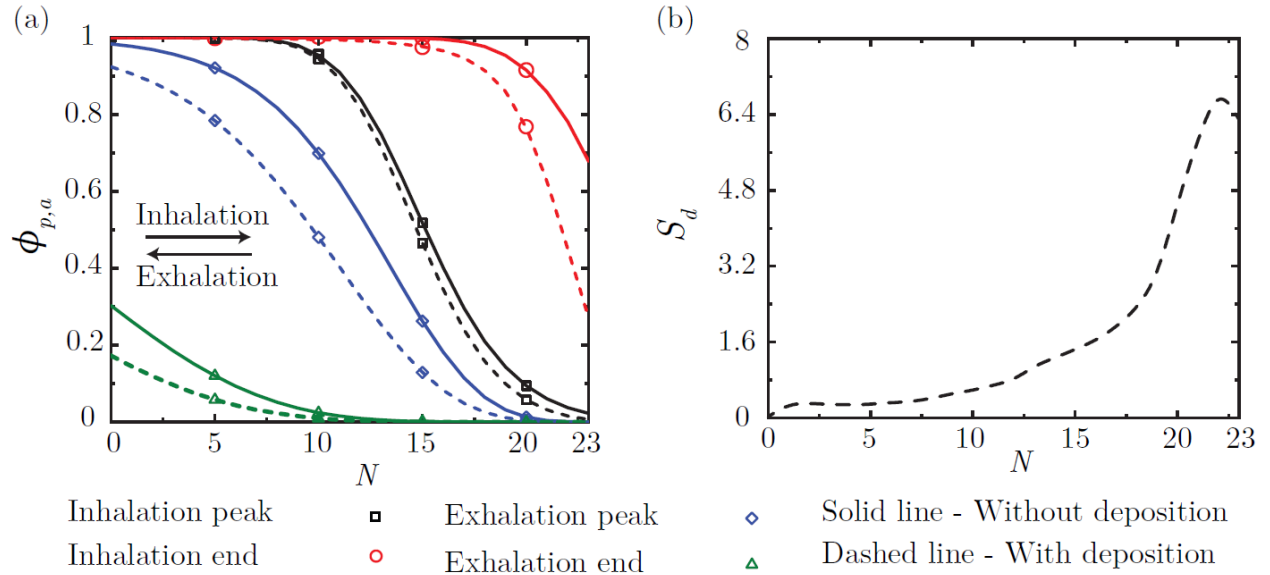 (a)
1
0.8
0.6
0.4
0.2
0
ϕp,a
Inhalation
Exhalation
0 5 10 15 20 23
N
(b)
8
6.4
4.8
3.2
1.6
0
Sd
0 5 10 15 20 23
N
Inhalation peak Exhalation peak Solid line - Without deposition
Inhalation end Exhalation end Dashed line - With deposition